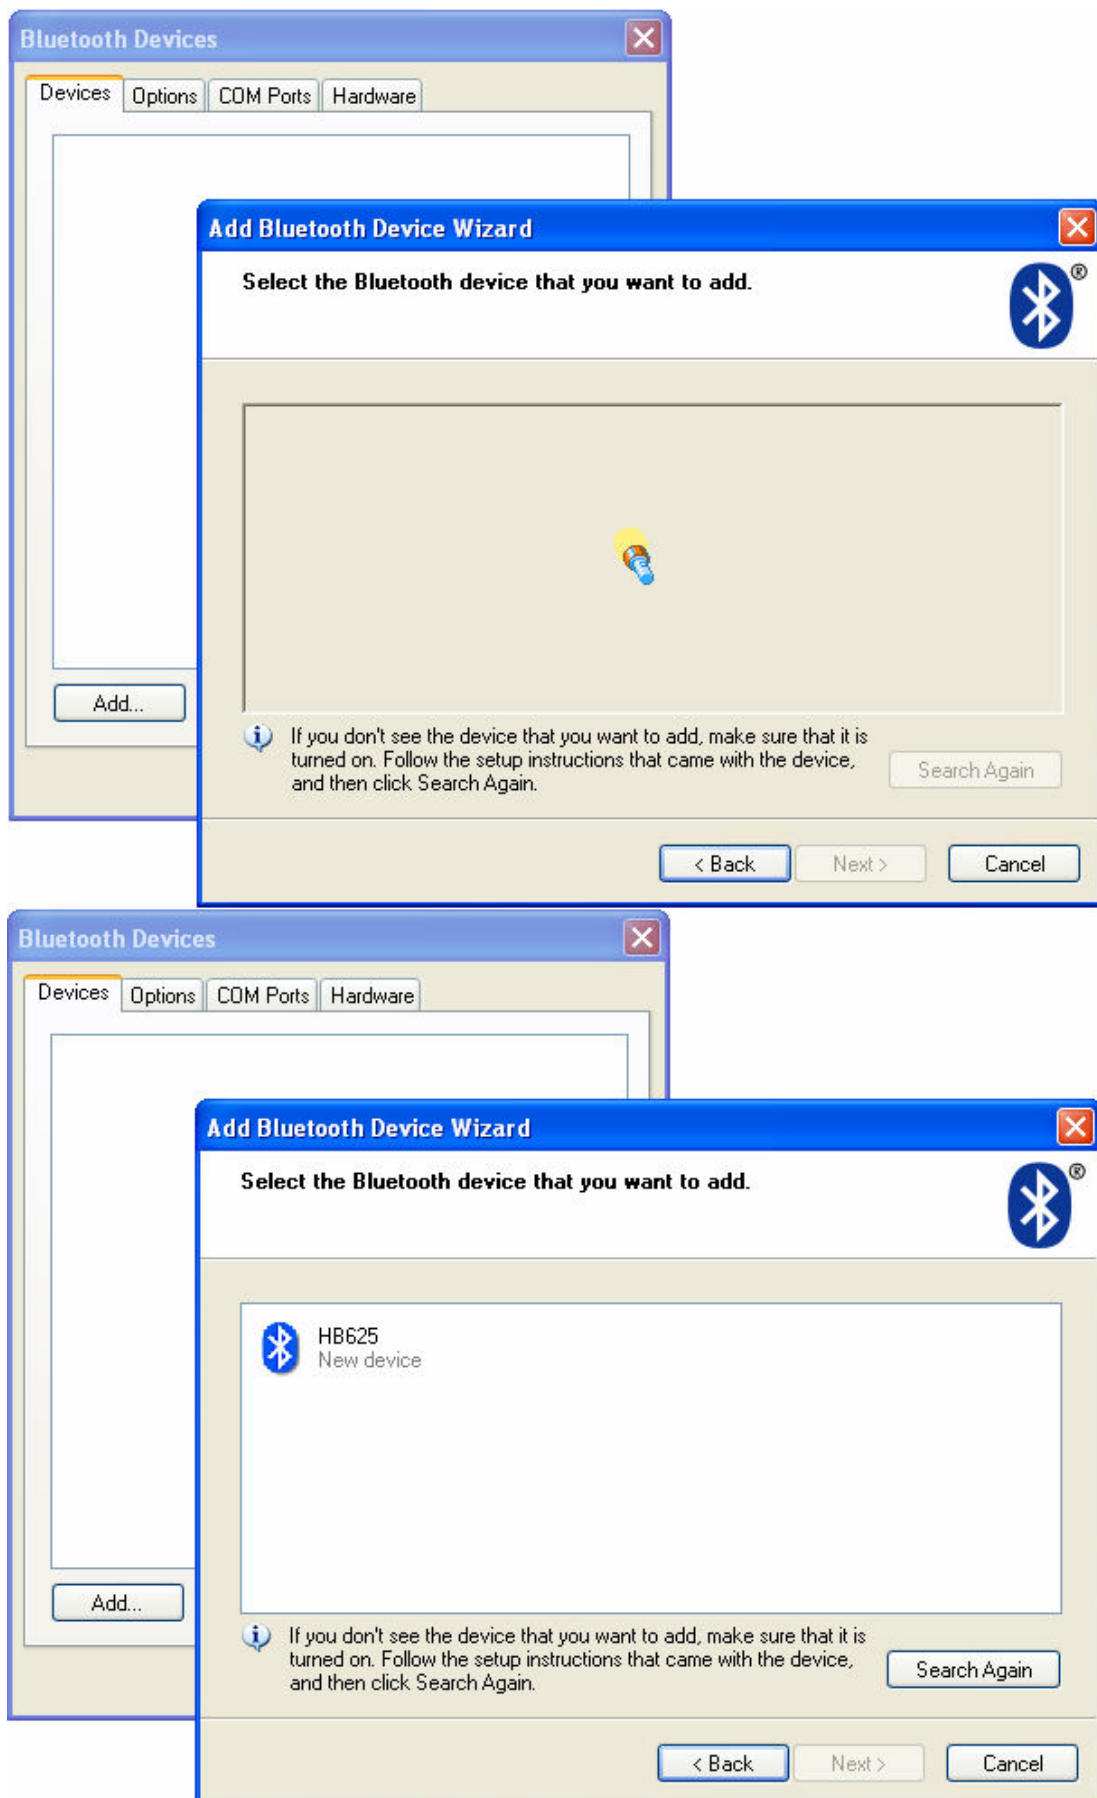 Bluetooth Devices
Devices Options COM Ports Hardware
Add Bluetooth Device Wizard
Select the Bluetooth device that you want to add.
®
Add...
If you don't see the device that you want to add, make sure that it is
turned on. Follow the setup instructions that came with the device,
and then click Search Again.
Search Again
< Back Next > Cancel
Bluetooth Devices
Devices Options COM Ports Hardware
Add Bluetooth Device Wizard
Select the Bluetooth device that you want to add.
®
HB625
New device
Add...
If you don't see the device that you want to add, make sure that it is
turned on. Follow the setup instructions that came with the device,
and then click Search Again.
Search Again
< Back Next > Cancel